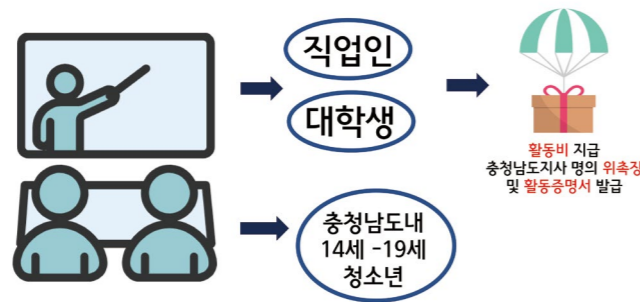 직업인
대학생
활동비 지급
충청남도지사 명의 위촉장
및 활동증명서 발급
충청남도내
14세 -19세
청소년